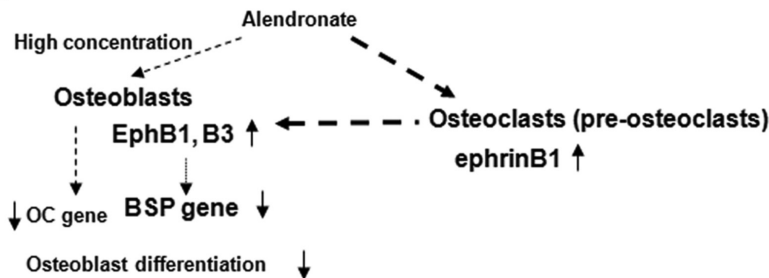 Alendronate
High concentration
Osteoblasts
EphB1, B3 ↑
Osteoclasts (pre-osteoclasts)
ephrinB1 ↑
↓ OC gene
BSP gene ↓
Osteoblast differentiation ↓